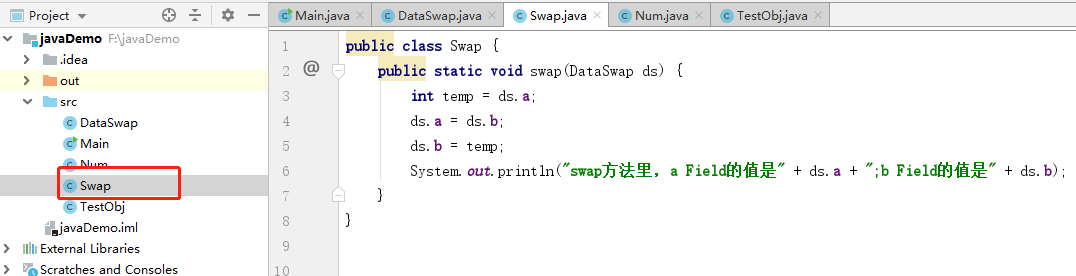 Project
javaDemo F:\javaDemo
.idea
out
src
DataSwap
Main
Num
Swap
TestObj
javaDemo.iml
External Libraries
Scratches and Consoles
Main.java DataSwap.java Swap.java Num.java TestObj.java
1 public class Swap {
2 @ public static void swap(DataSwap ds) {
3 int temp = ds.a;
4 ds.a = ds.b;
5 ds.b = temp;
6 System.out.println("swap方法里，a Field的值是" + ds.a + ";b Field的值是" + ds.b);
7 }
8 }
9
10